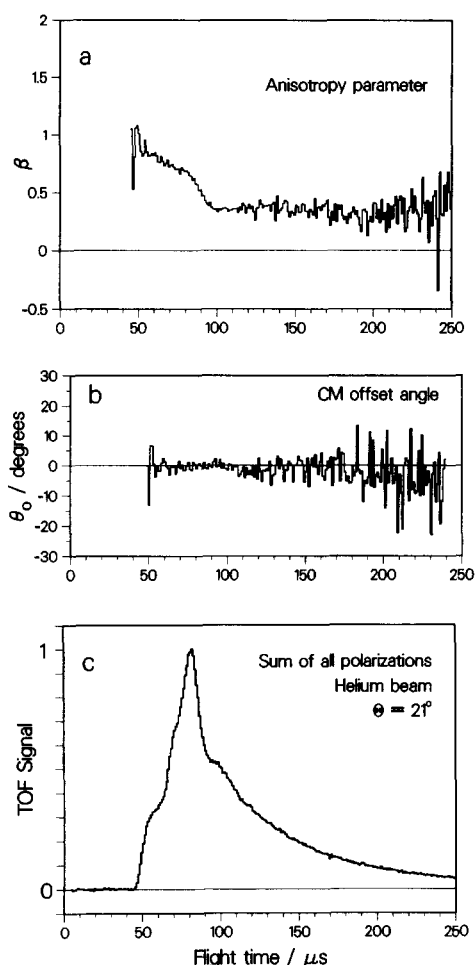 2
a
Anisotropy parameter
1.5
1
β
0.5
0
-0.5
0 50 100 150 200 250
30
b
CM offset angle
20
10
θo / degrees
0
-10
-20
-30
0 50 100 150 200 250
c
1
Sum of all polarizations
Helium beam
Θ = 21°
TOF Signal
0
0 50 100 150 200 250
Flight time / μs